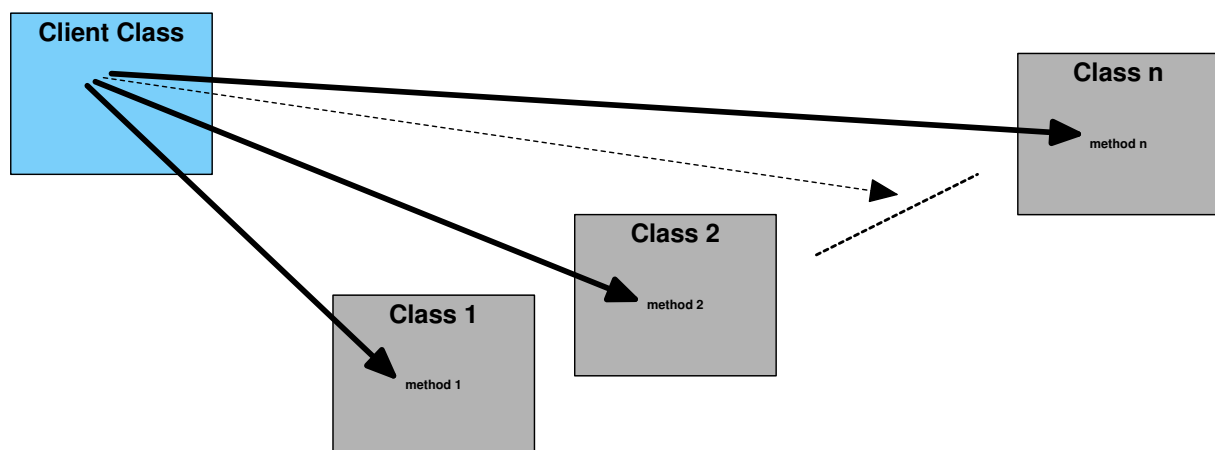 Client Class
Class n
method n
Class 2
method 2
Class 1
method 1